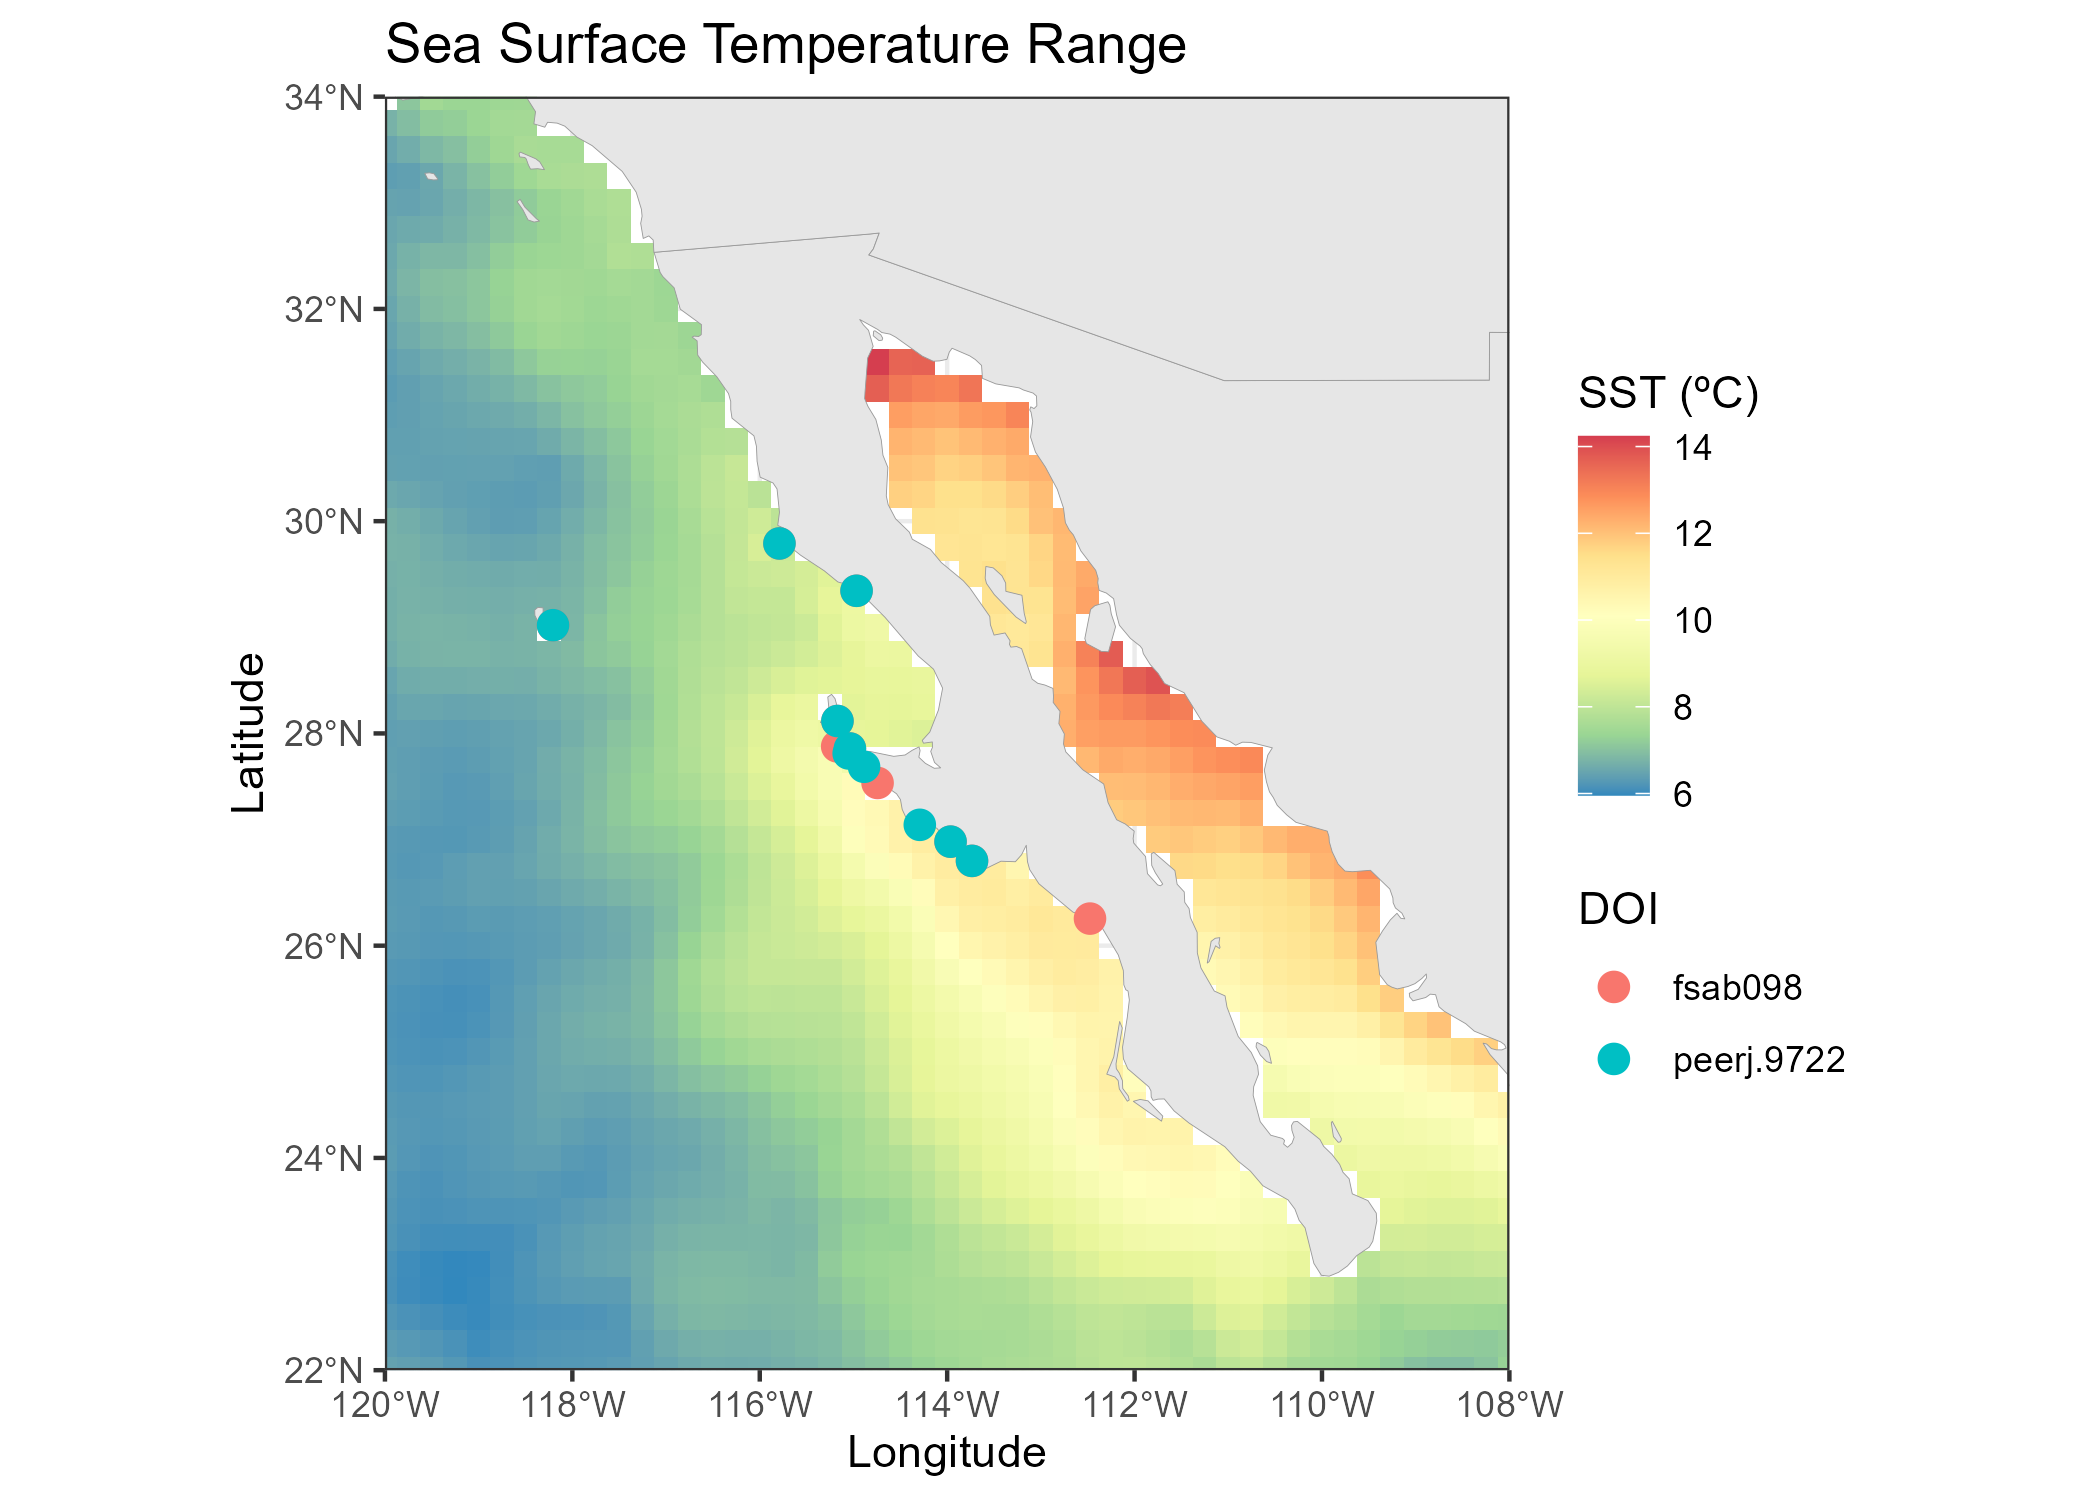 Sea Surface Temperature Range
34°N
32°N
30°N
28°N
26°N
24°N
22°N
Latitude
120°W 118°W 116°W 114°W 112°W 110°W 108°W
Longitude
SST (ºC)
14
12
10
8
6
DOI
fsab098
peerj.9722